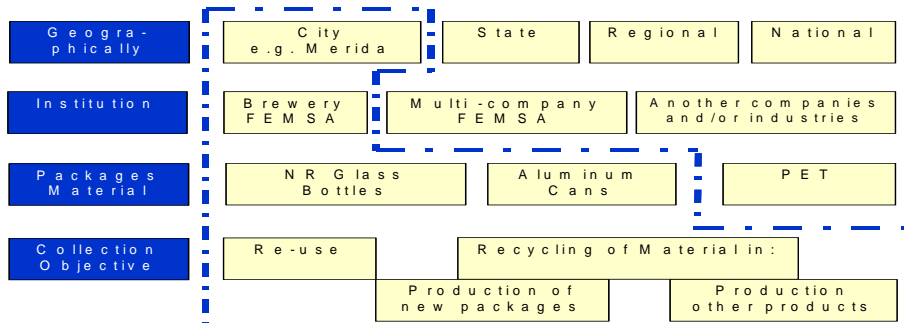 Geogra-
phically
City
e.g. Merida
State
Regional
National
Institution
Brewery
FEMSA
Multi-company
FEMSA
Another companies
and/or industries
Packages
Material
NR Glass
Bottles
Aluminum
Cans
PET
Collection
Objective
Re-use
Recycling of Material in:
Production of
new packages
Production
other products